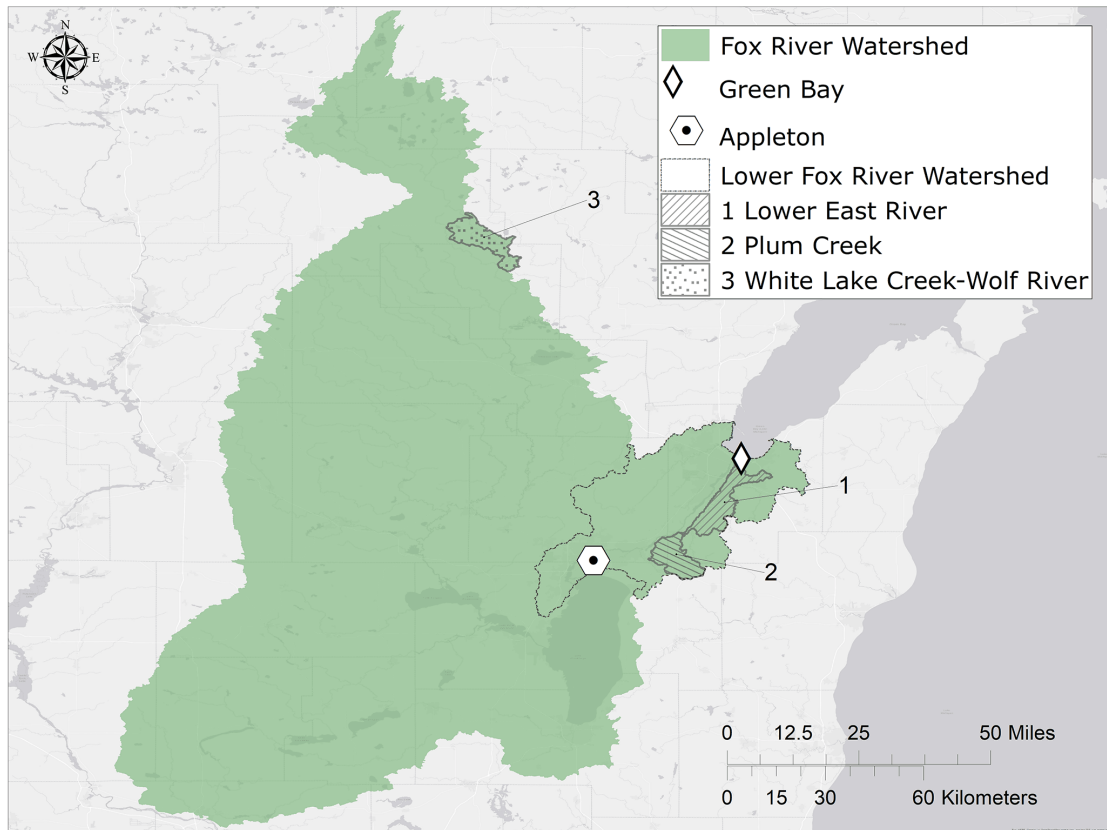 N
W E
S
Fox River Watershed
Green Bay
Appleton
Lower Fox River Watershed
1 Lower East River
2 Plum Creek
3 White Lake Creek-Wolf River
3
1
2
0 12.5 25 50 Miles
0 15 30 60 Kilometers